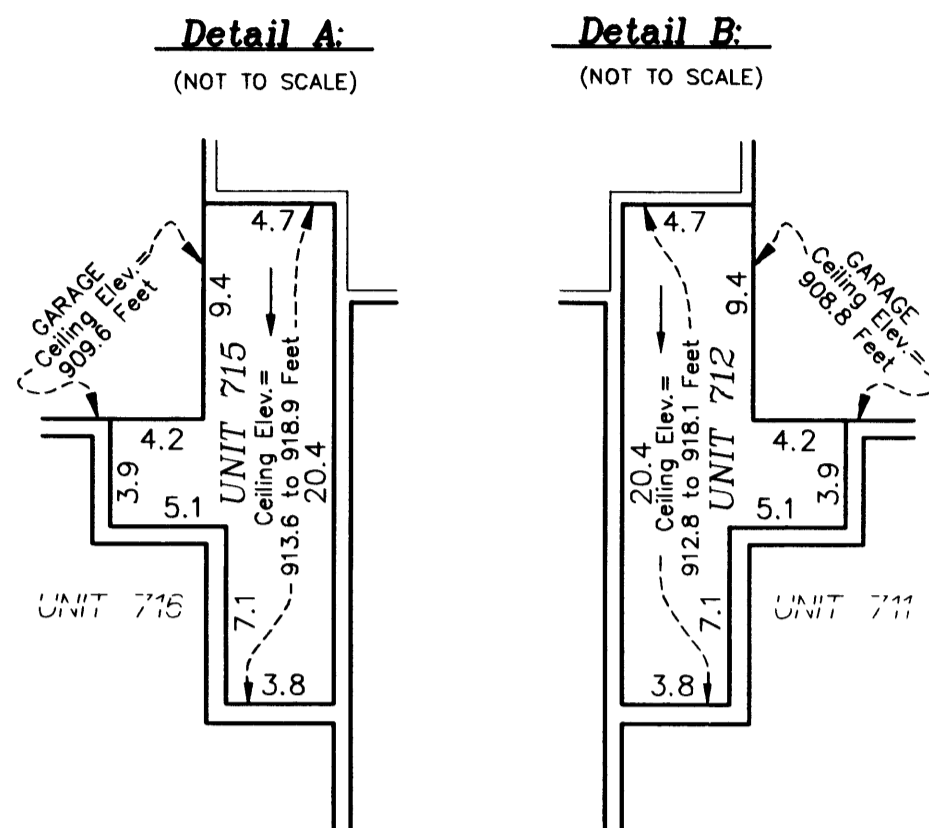 Detail A:
(NOT TO SCALE)
4.7
GARAGE
Ceiling Elev.=
909.6 Feet
9.4
UNIT 715
Ceiling Elev.=
913.6 to 918.9 Feet
20.4
4.2
3.9
5.1
UNIT 716
7.1
3.8
Detail B:
(NOT TO SCALE)
4.7
GARAGE
Ceiling Elev.=
908.8 Feet
9.4
UNIT 712
Ceiling Elev.=
912.8 to 918.1 Feet
20.4
4.2
3.9
5.1
UNIT 711
7.1
3.8